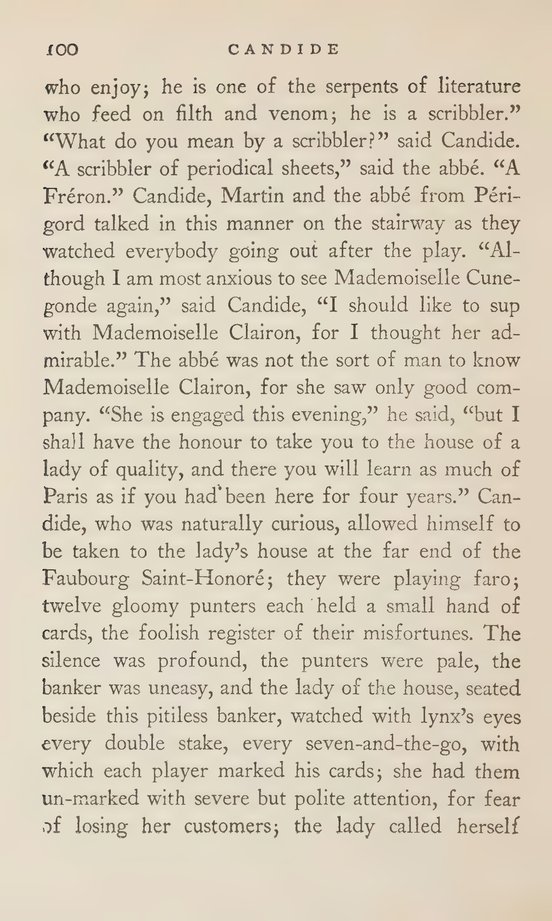 100 CANDIDE
who enjoy; he is one of the serpents of literature
who feed on filth and venom; he is a scribbler.”
“What do you mean by a scribbler?” said Candide.
“A scribbler of periodical sheets,” said the abbé. “A
Fréron.” Candide, Martin and the abbé from Péri-
gord talked in this manner on the stairway as they
watched everybody going out after the play. “Al-
though I am most anxious to see Mademoiselle Cune-
gonde again,” said Candide, “I should like to sup
with Mademoiselle Clairon, for I thought her ad-
mirable.” The abbé was not the sort of man to know
Mademoiselle Clairon, for she saw only good com-
pany. “She is engaged this evening,” he said, “but I
shall have the honour to take you to the house of a
lady of quality, and there you will learn as much of
Paris as if you had been here for four years.” Can-
dide, who was naturally curious, allowed himself to
be taken to the lady’s house at the far end of the
Faubourg Saint-Honoré; they were playing faro;
twelve gloomy punters each held a small hand of
cards, the foolish register of their misfortunes. The
silence was profound, the punters were pale, the
banker was uneasy, and the lady of the house, seated
beside this pitiless banker, watched with lynx’s eyes
every double stake, every seven-and-the-go, with
which each player marked his cards; she had them
un-marked with severe but polite attention, for fear
of losing her customers; the lady called herself